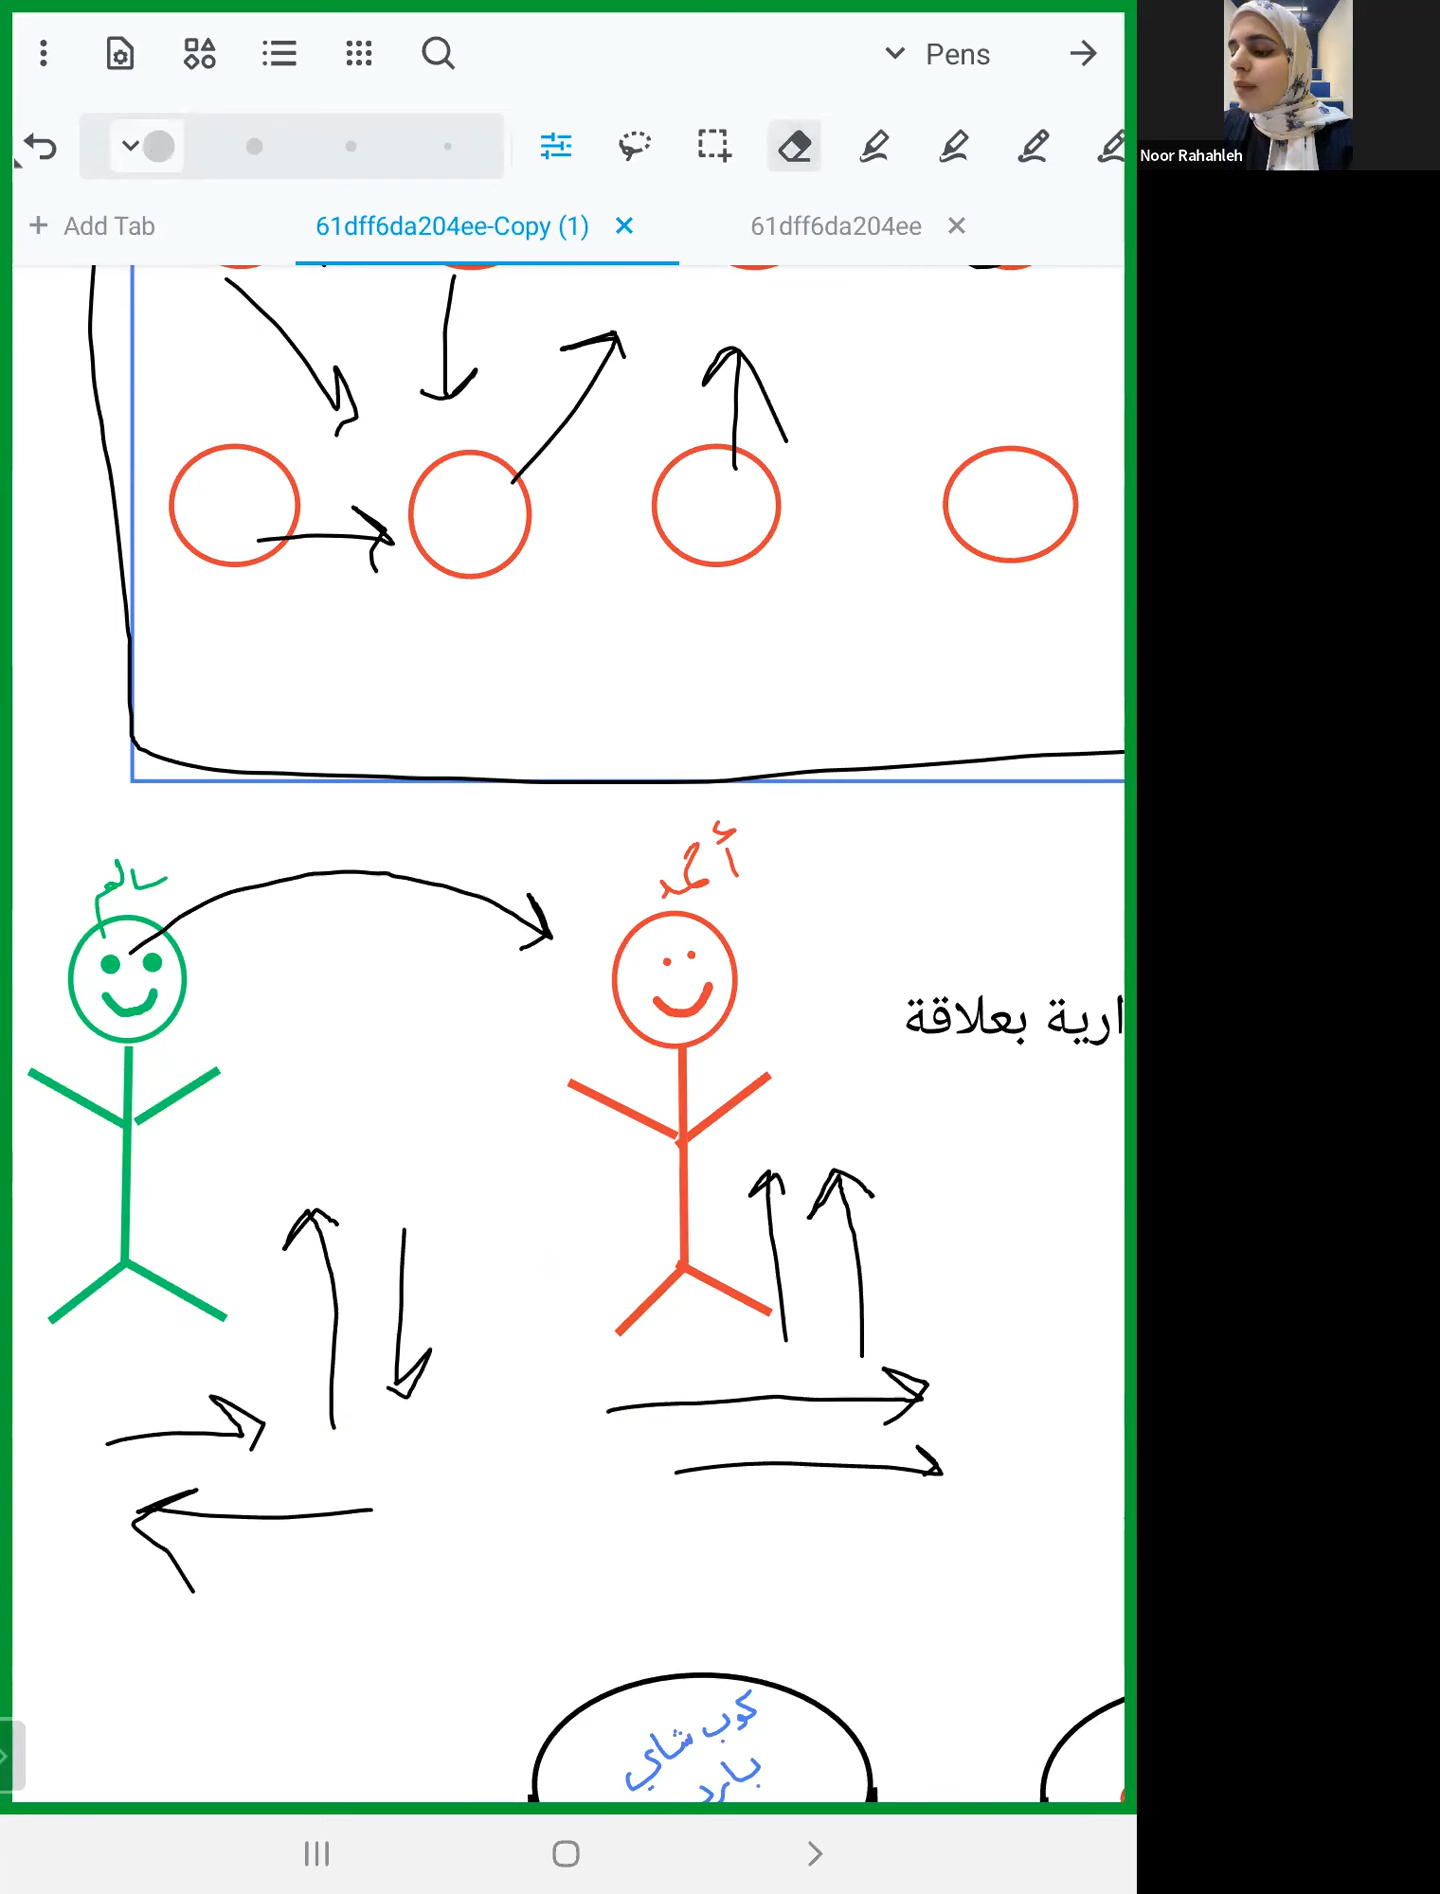 Pens
Noor Rahahleh
+ Add Tab
61dff6da204ee-Copy (1)
61dff6da204ee
أحمد
سالم
ارية بعلاقة
كوب شاي
بارد